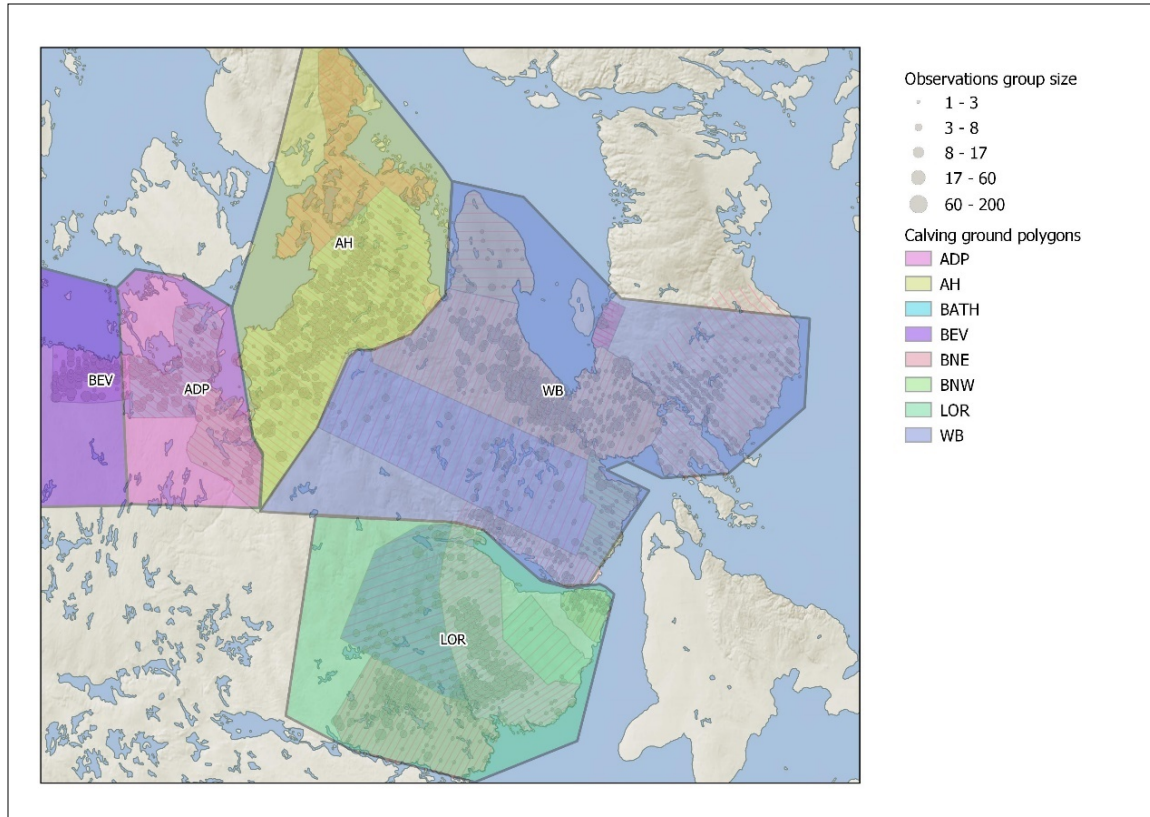 Observations group size
1 - 3
3 - 8
8 - 17
17 - 60
60 - 200
Calving ground polygons
ADP
AH
BATH
BEV
BNE
BNW
LOR
WB
AH
BEV
ADP
WB
LOR